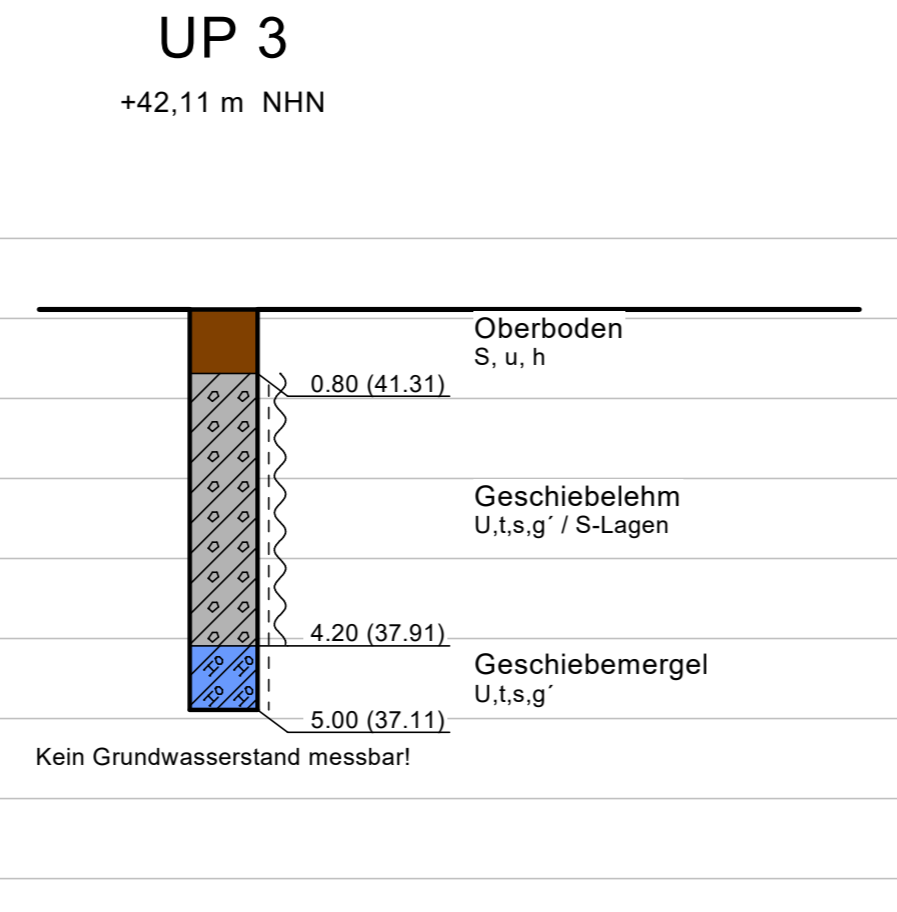 UP 3
+42,11 m NHN
Oberboden
S, u, h
0.80 (41.31)
Geschiebelehm
U,t,s,g´ / S-Lagen
4.20 (37.91)
Geschiebemergel
U,t,s,g´
5.00 (37.11)
Kein Grundwasserstand messbar!